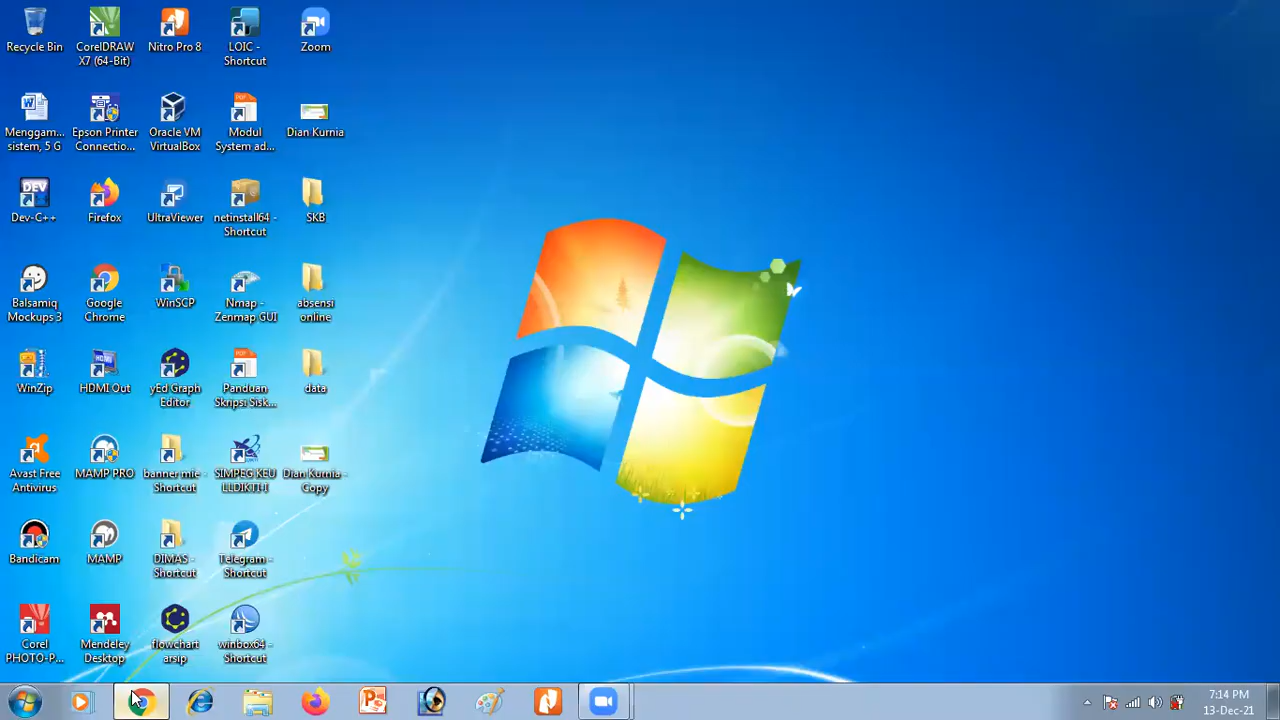 Recycle Bin
CorelDRAW
X7 (64-Bit)
Nitro Pro 8
LOIC -
Shortcut
Zoom
Menggam...
sistem, 5 G
Epson Printer
Connectio...
Oracle VM
VirtualBox
Modul
System ad...
Dian Kurnia
DEV
Dev-C++
Firefox
UltraViewer
netinstall64 -
Shortcut
SKB
Balsamiq
Mockups 3
Google
Chrome
WinSCP
Nmap -
Zenmap GUI
absensi
online
WinZip
HDMI
HDMI Out
yEd Graph
Editor
PDF
Panduan
Skripsi Sisk...
data
Avast Free
Antivirus
MAMP PRO
banner mie -
Shortcut
SIMPEG KEU
LLDIKTI-I
Dian Kurnia -
Copy
Bandicam
MAMP
DIMAS -
Shortcut
Telegram -
Shortcut
Corel
PHOTO-P...
Mendeley
Desktop
flowchart
arsip
winbox64 -
Shortcut
7:14 PM
13-Dec-21